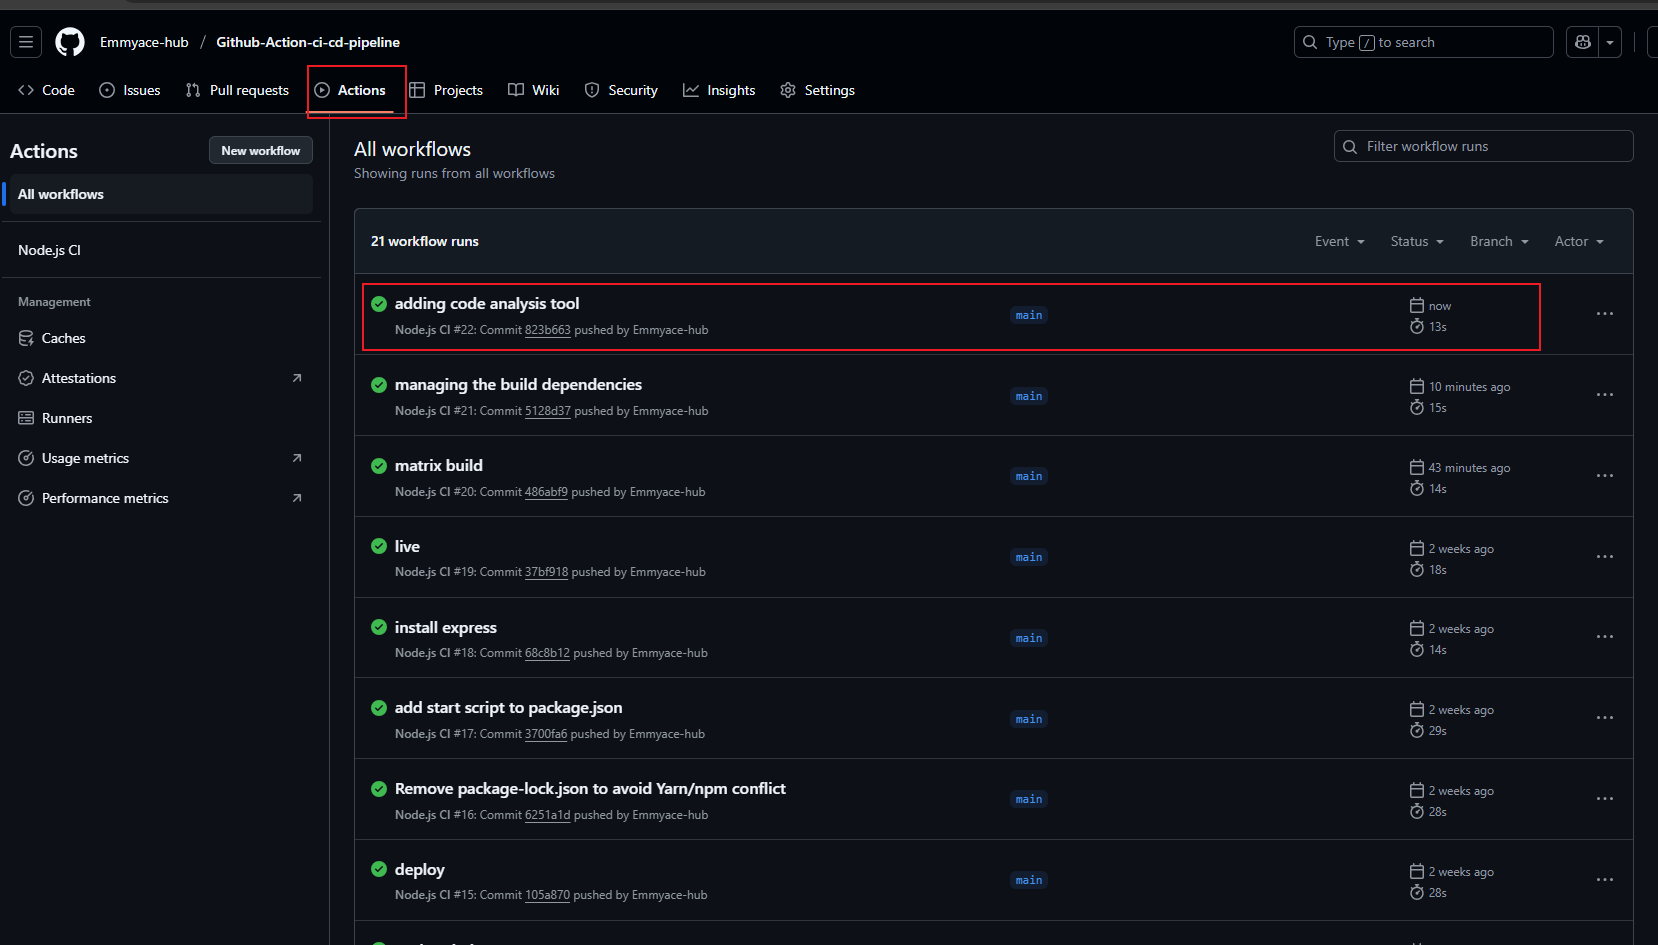 Emmyace-hub / Github-Action-ci-cd-pipeline
Type / to search
Code Issues Pull requests Actions Projects Wiki Security Insights Settings
Actions
New workflow
All workflows
Node.js CI
Management
Caches
Attestations
Runners
Usage metrics
Performance metrics
All workflows
Showing runs from all workflows
Filter workflow runs
21 workflow runs
Event Status Branch Actor
adding code analysis tool
Node.js CI #22: Commit 823b663 pushed by Emmyace-hub
main
now
13s
managing the build dependencies
Node.js CI #21: Commit 5128d37 pushed by Emmyace-hub
main
10 minutes ago
15s
matrix build
Node.js CI #20: Commit 486abf9 pushed by Emmyace-hub
main
43 minutes ago
14s
live
Node.js CI #19: Commit 37bf918 pushed by Emmyace-hub
main
2 weeks ago
18s
install express
Node.js CI #18: Commit 68c8b12 pushed by Emmyace-hub
main
2 weeks ago
14s
add start script to package.json
Node.js CI #17: Commit 3700fa6 pushed by Emmyace-hub
main
2 weeks ago
29s
Remove package-lock.json to avoid Yarn/npm conflict
Node.js CI #16: Commit 6251a1d pushed by Emmyace-hub
main
2 weeks ago
28s
deploy
Node.js CI #15: Commit 105a870 pushed by Emmyace-hub
main
2 weeks ago
28s